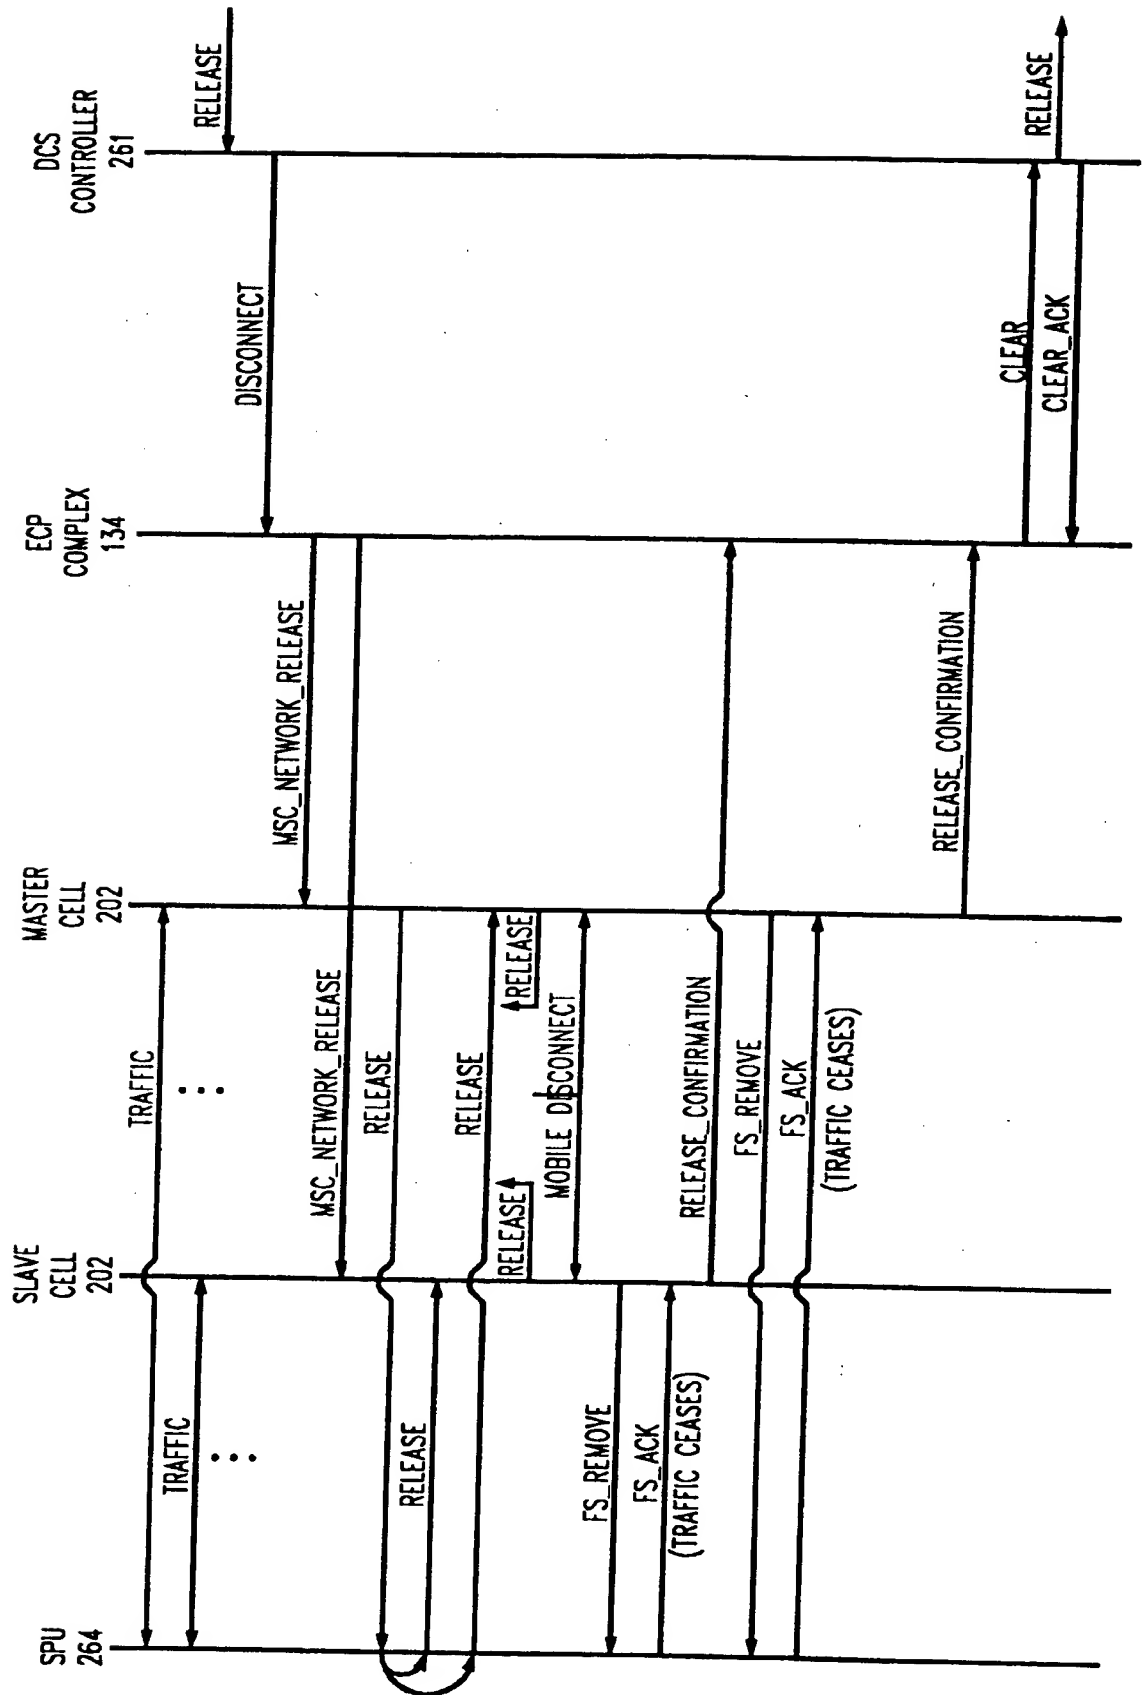 SPU
264
SLAVE
CELL
202
MASTER
CELL
202
ECP
COMPLEX
134
DCS
CONTROLLER
261
TRAFFIC
...
TRAFFIC
...
RELEASE
DISCONNECT
MSC_NETWORK_RELEASE
MSC_NETWORK_RELEASE
RELEASE
RELEASE
RELEASE
RELEASE
RELEASE
MOBILE DISCONNECT
FS_REMOVE
FS_ACK
(TRAFFIC CEASES)
RELEASE_CONFIRMATION
FS_REMOVE
FS_ACK
(TRAFFIC CEASES)
RELEASE_CONFIRMATION
CLEAR
RELEASE
CLEAR_ACK